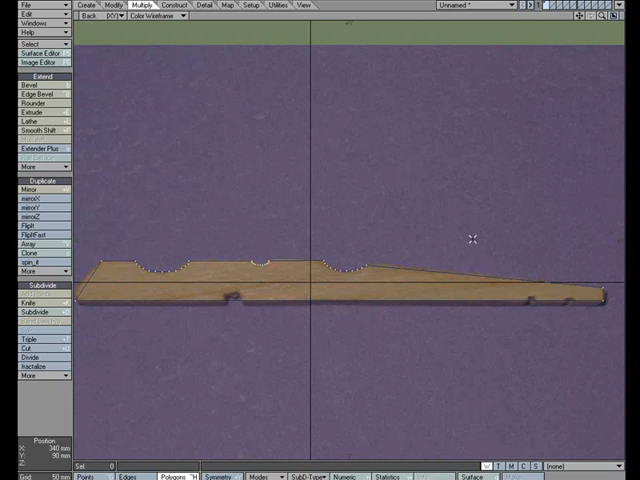 File Create Modify Multiply Construct Detail Map Setup Utilities View Unnamed *
Edit Back (XY) Color Wireframe
Windows
Help
Select
Surface Editor
Image Editor
Extend
Bevel b
Edge Bevel
Rounder
Extrude
Lathe
Smooth Shift
Extender Plus e
More
Duplicate
Mirror
mirrorX
mirrorY
mirrorZ
FlipIt
FlipItFast
Array
Clone c
spin_it
More
Subdivide
Knife
Subdivide
Triple
Cut
Divide
fractalize
More
Position
X: 340 mm
Y: 90 mm
Z:
Sel: 0 W T M C S (none)
Grid: 50 mm Points Edges Polygons ^H Symmetry Modes SubD-Type Numeric Statistics Surface